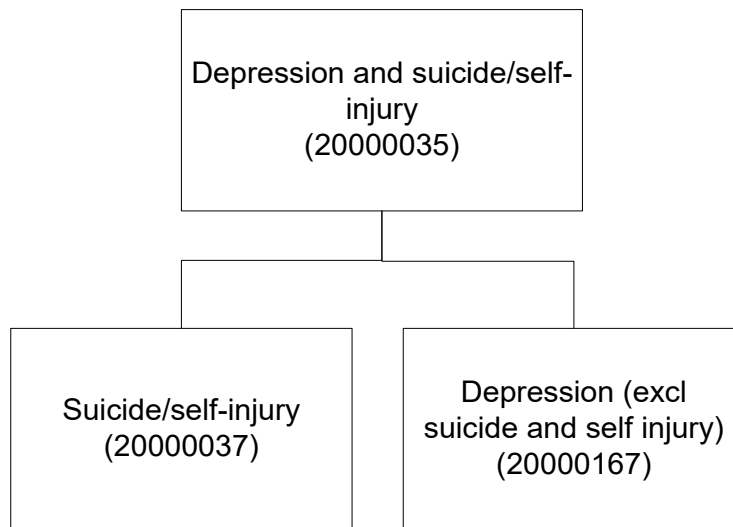 Depression and suicide/self-
injury
(20000035)
Suicide/self-injury
(20000037)
Depression (excl
suicide and self injury)
(20000167)